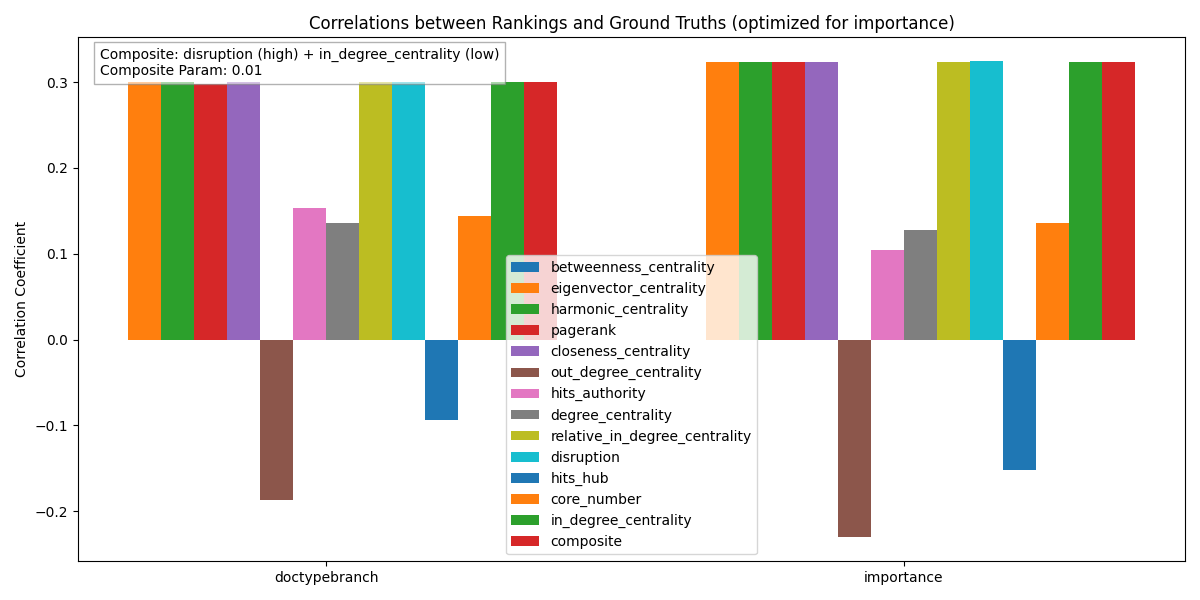 Correlations between Rankings and Ground Truths (optimized for importance)
Composite: disruption (high) + in_degree_centrality (low)
Composite Param: 0.01
Correlation Coefficient
0.3
0.2
0.1
0.0
−0.1
−0.2
betweenness_centrality
eigenvector_centrality
harmonic_centrality
pagerank
closeness_centrality
out_degree_centrality
hits_authority
degree_centrality
relative_in_degree_centrality
disruption
hits_hub
core_number
in_degree_centrality
composite
doctypebranch
importance